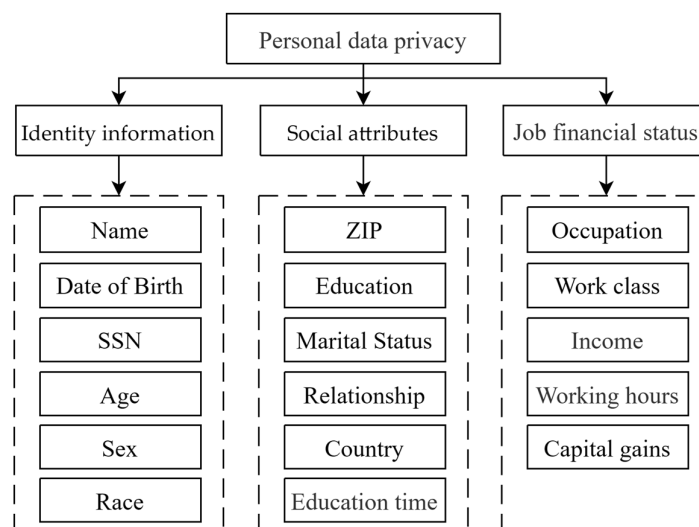 Personal data privacy
Identity information
Social attributes
Job financial status
Name
Date of Birth
SSN
Age
Sex
Race
ZIP
Education
Marital Status
Relationship
Country
Education time
Occupation
Work class
Income
Working hours
Capital gains